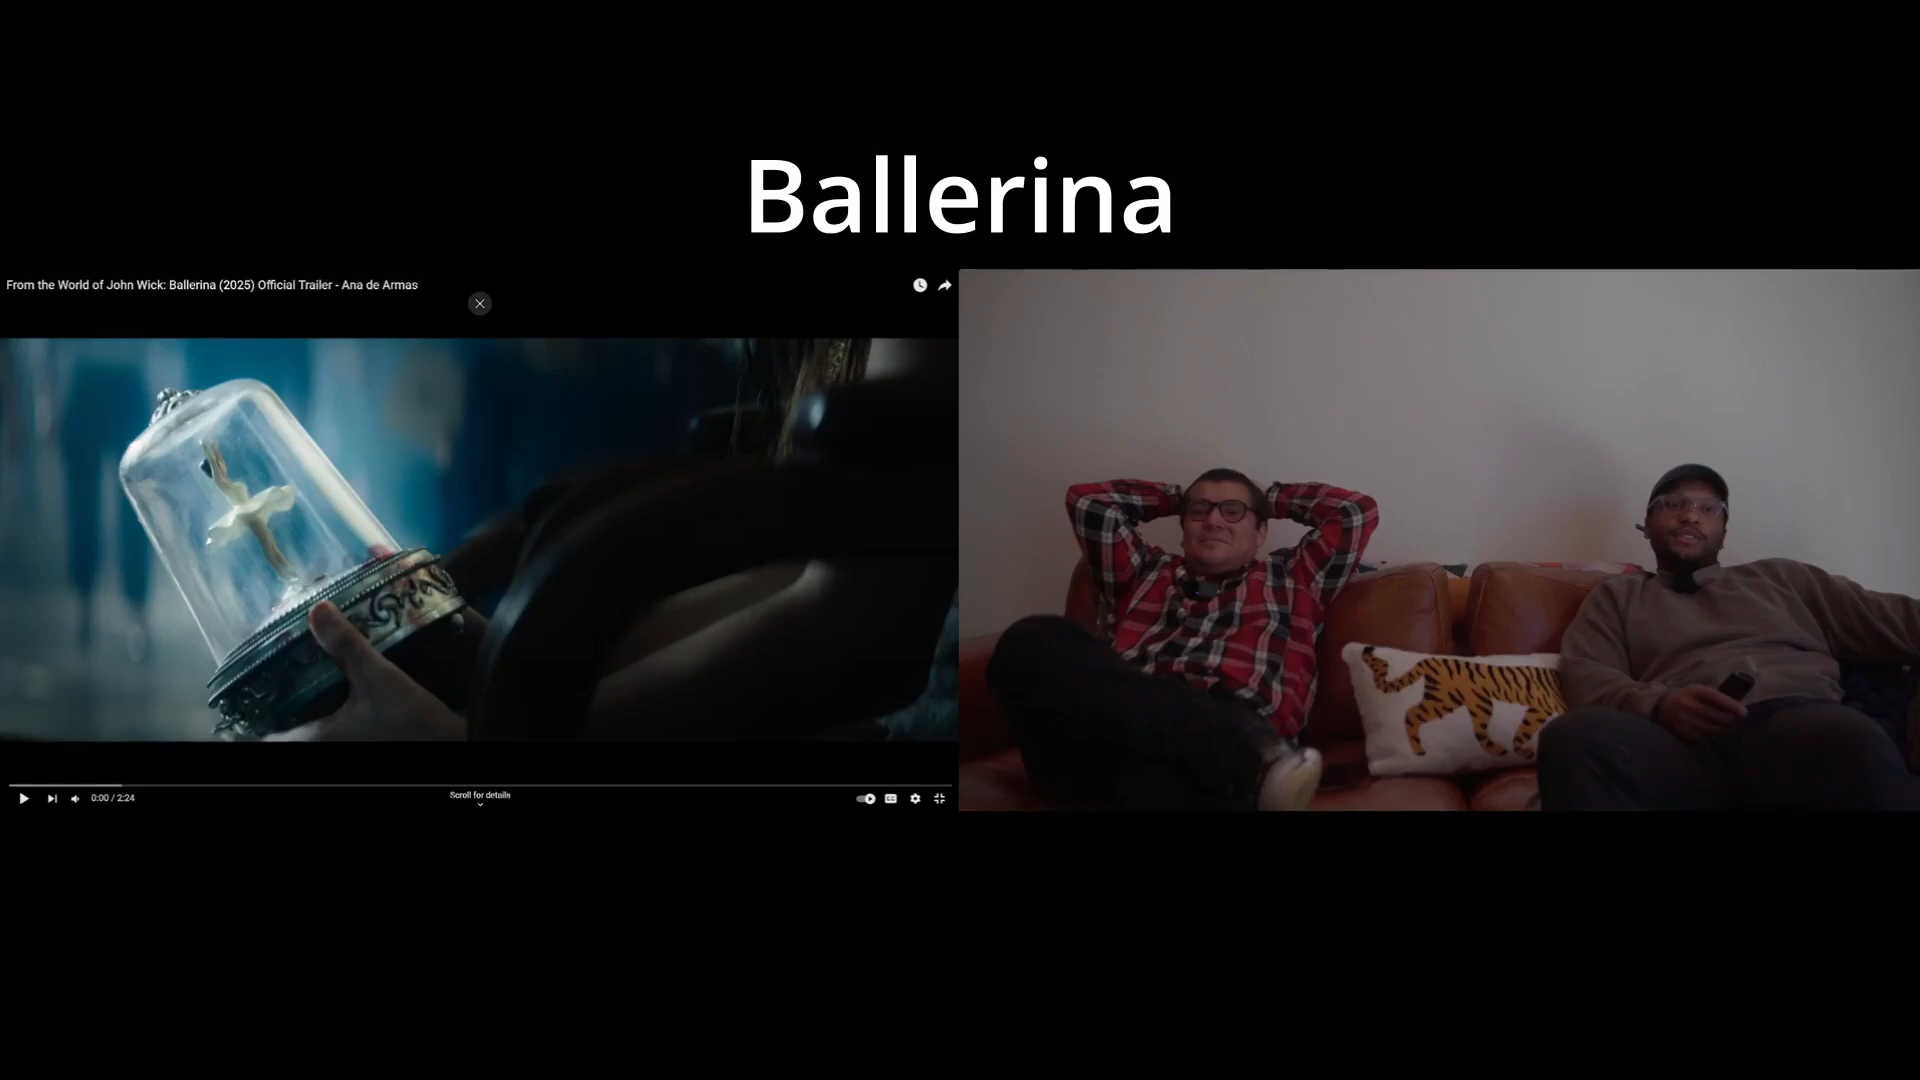 Ballerina
From the World of John Wick: Ballerina (2025) Official Trailer - Ana de Armas
0:00 / 2:24
Scroll for details
CC